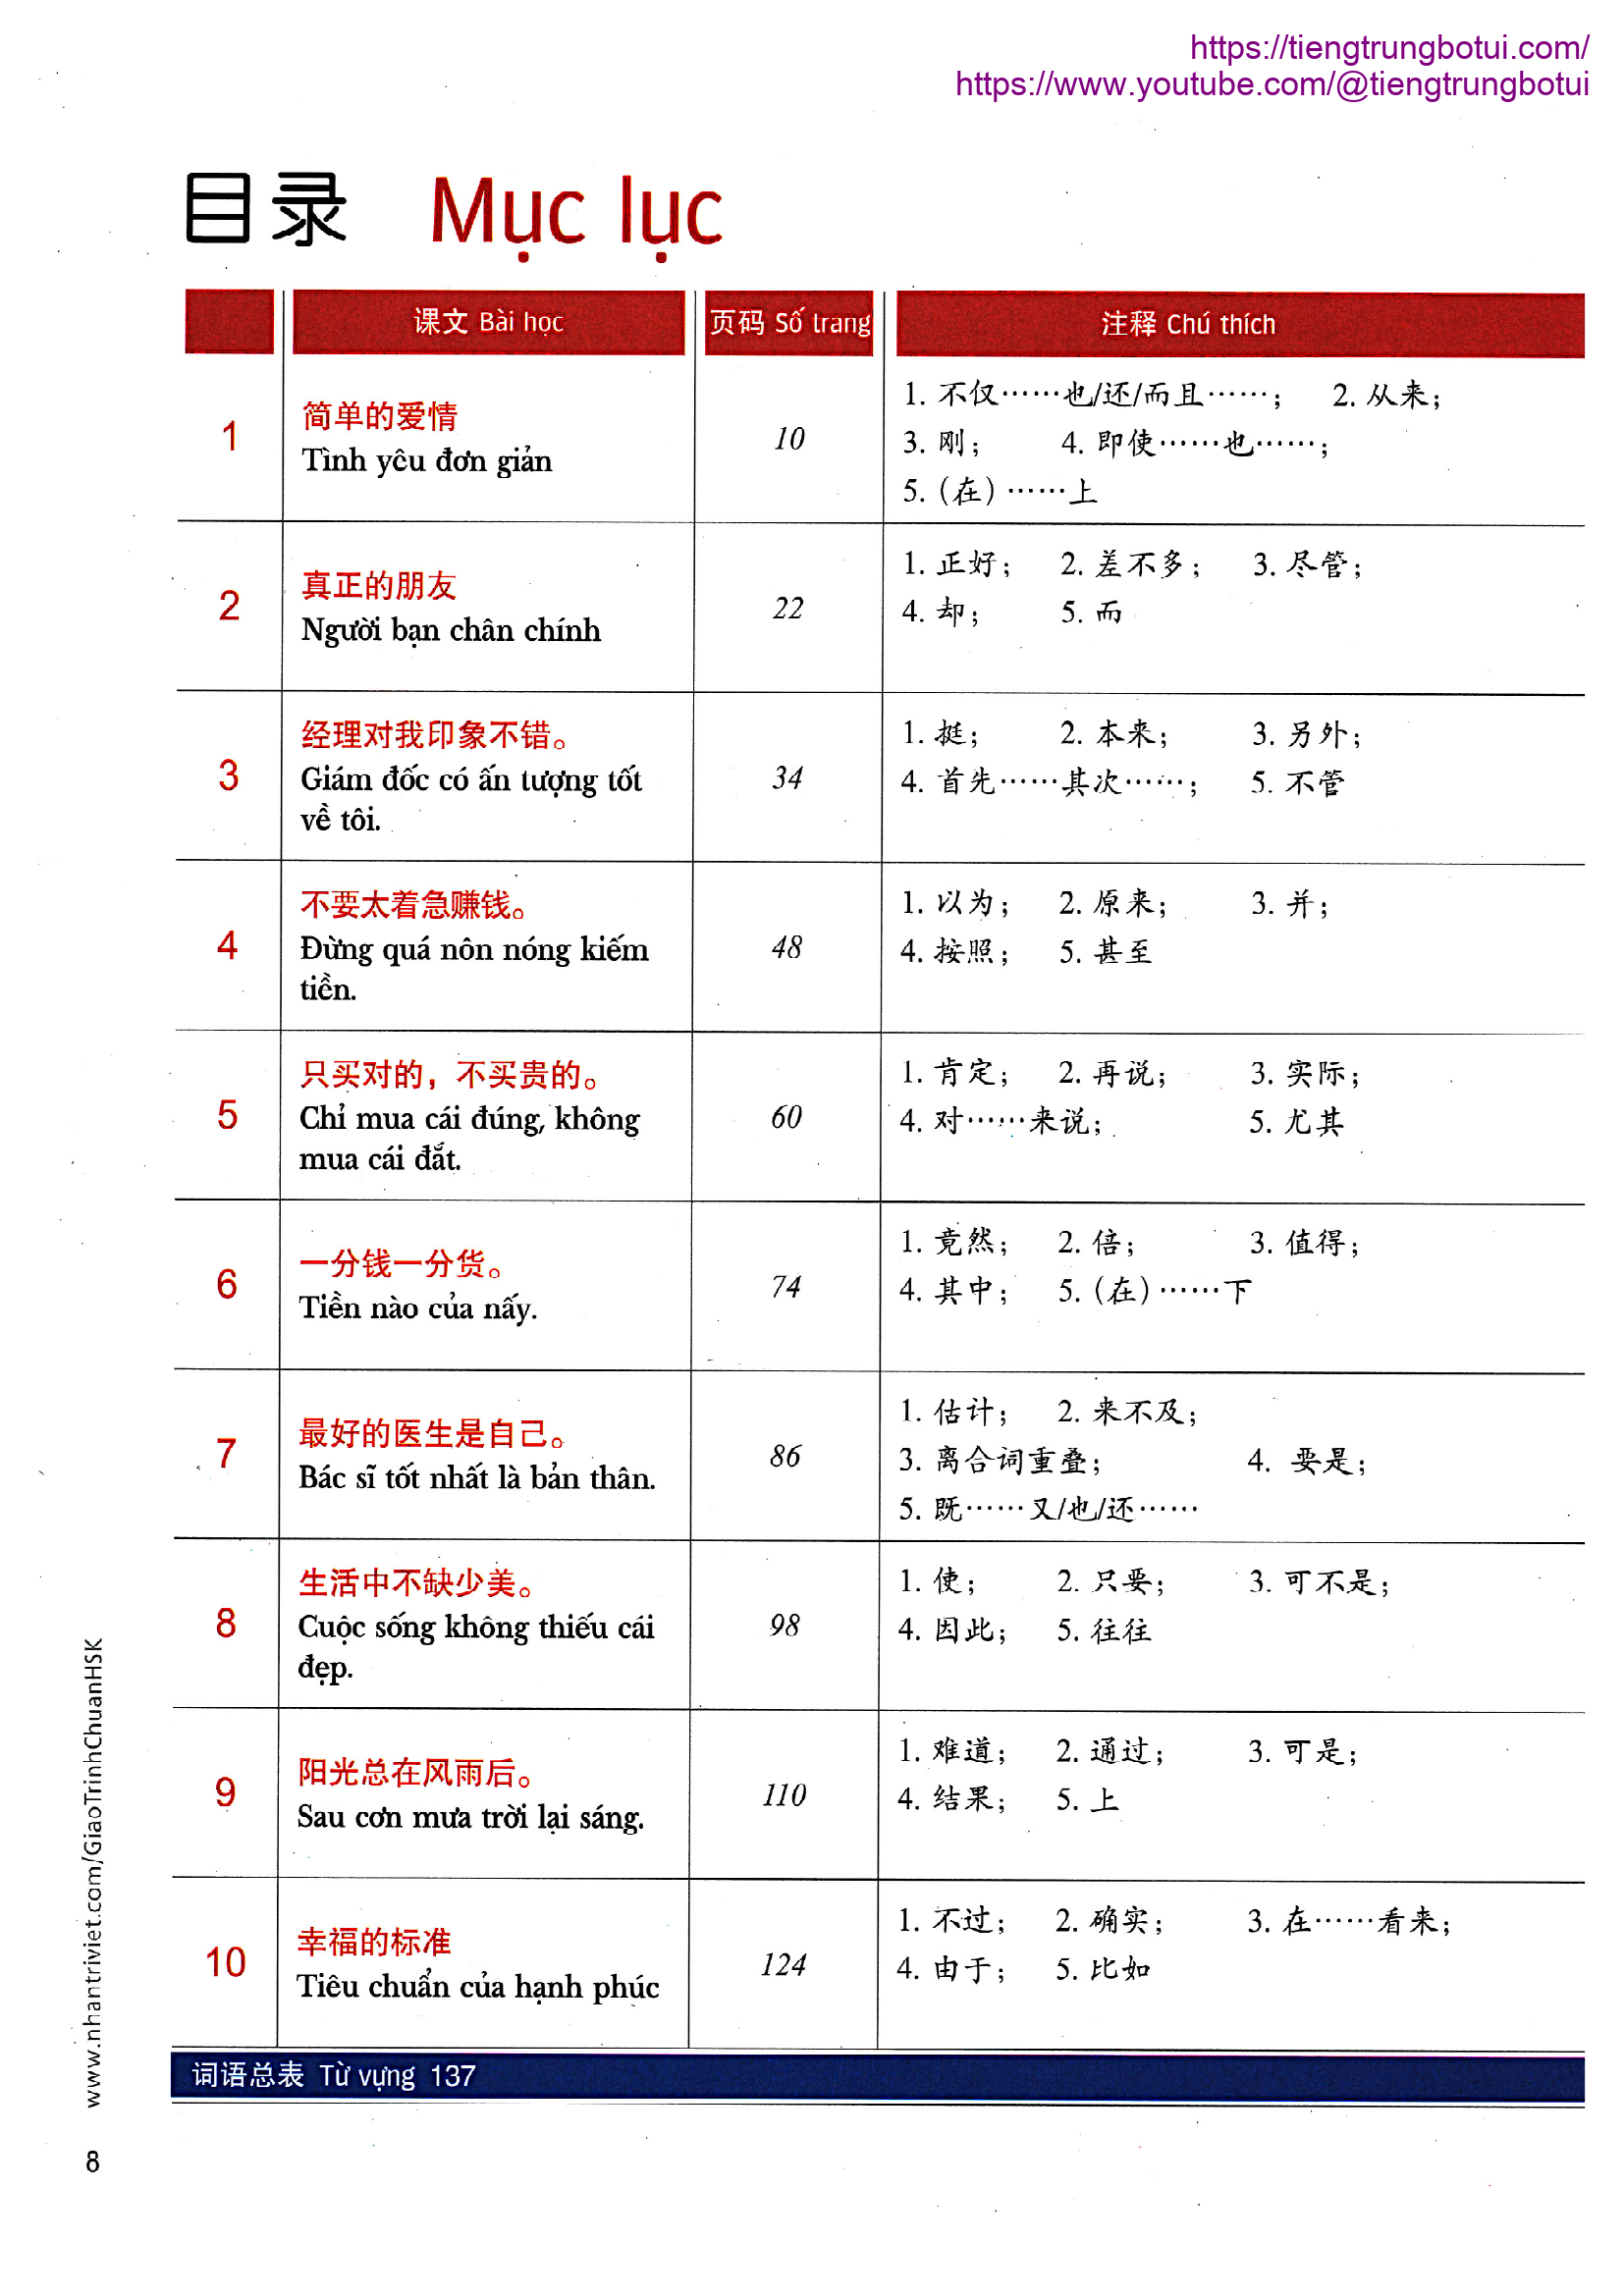 https://tiengtrungbotui.com/
https://www.youtube.com/@tiengtrungbotui
目录 Mục lục
课文 Bài học 页码 Số trang 注释 Chú thích
1
简单的爱情
Tình yêu đơn giản
10
1. 不仅……也/还/而且……； 2. 从来；
3. 刚； 4. 即使……也……；
5.（在）……上
2
真正的朋友
Người bạn chân chính
22
1. 正好； 2. 差不多； 3. 尽管；
4. 却； 5. 而
3
经理对我印象不错。
Giám đốc có ấn tượng tốt
về tôi.
34
1. 挺； 2. 本来； 3. 另外；
4. 首先……其次……； 5. 不管
4
不要太着急赚钱。
Đừng quá nôn nóng kiếm
tiền.
48
1. 以为； 2. 原来； 3. 并；
4. 按照； 5. 甚至
5
只买对的，不买贵的。
Chỉ mua cái đúng, không
mua cái đắt.
60
1. 肯定； 2. 再说； 3. 实际；
4. 对……来说； 5. 尤其
6
一分钱一分货。
Tiền nào của nấy.
74
1. 竟然； 2. 倍； 3. 值得；
4. 其中； 5.（在）……下
7
最好的医生是自己。
Bác sĩ tốt nhất là bản thân.
86
1. 估计； 2. 来不及；
3. 离合词重叠； 4. 要是；
5. 既……又/也/还……
8
生活中不缺少美。
Cuộc sống không thiếu cái
đẹp.
98
1. 使； 2. 只要； 3. 可不是；
4. 因此； 5. 往往
9
阳光总在风雨后。
Sau cơn mưa trời lại sáng.
110
1. 难道； 2. 通过； 3. 可是；
4. 结果； 5. 上
10
幸福的标准
Tiêu chuẩn của hạnh phúc
124
1. 不过； 2. 确实； 3. 在……看来；
4. 由于； 5. 比如
词语总表 Từ vựng 137
www.nhantriviet.com/GiaoTrinhChuanHSK
8